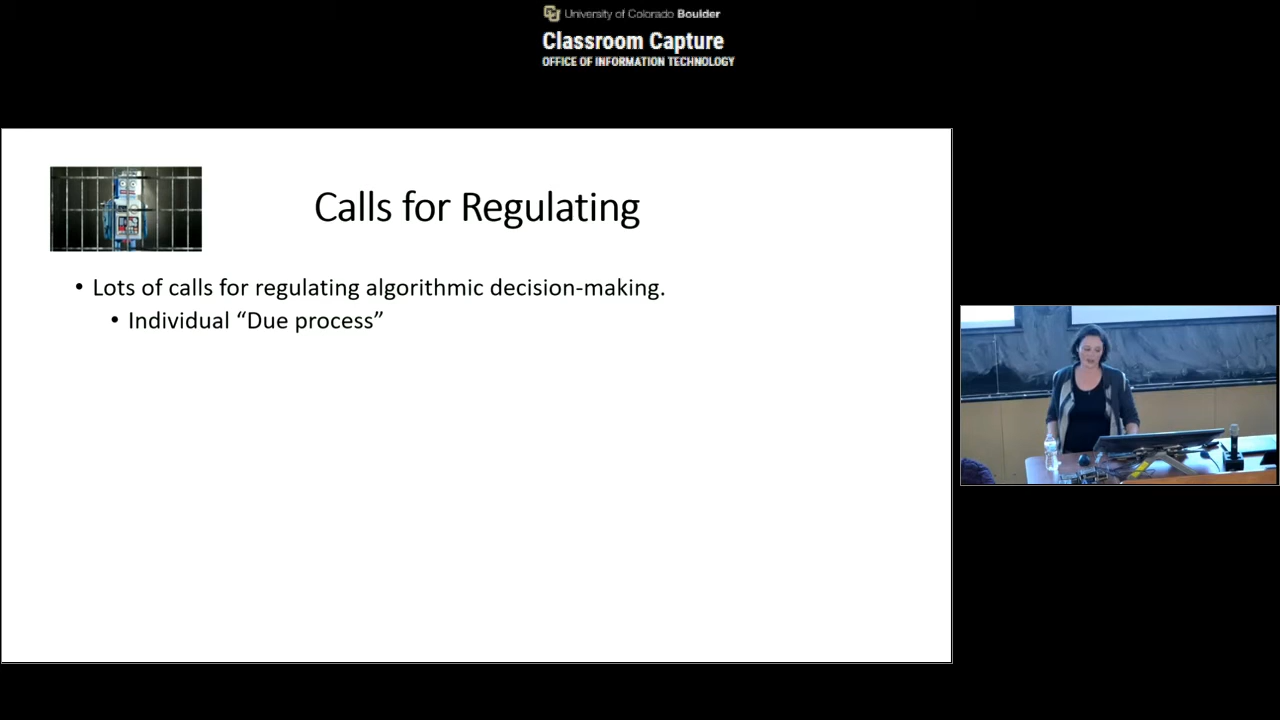 University of Colorado Boulder
Classroom Capture
OFFICE OF INFORMATION TECHNOLOGY
Calls for Regulating
• Lots of calls for regulating algorithmic decision-making.
• Individual “Due process”